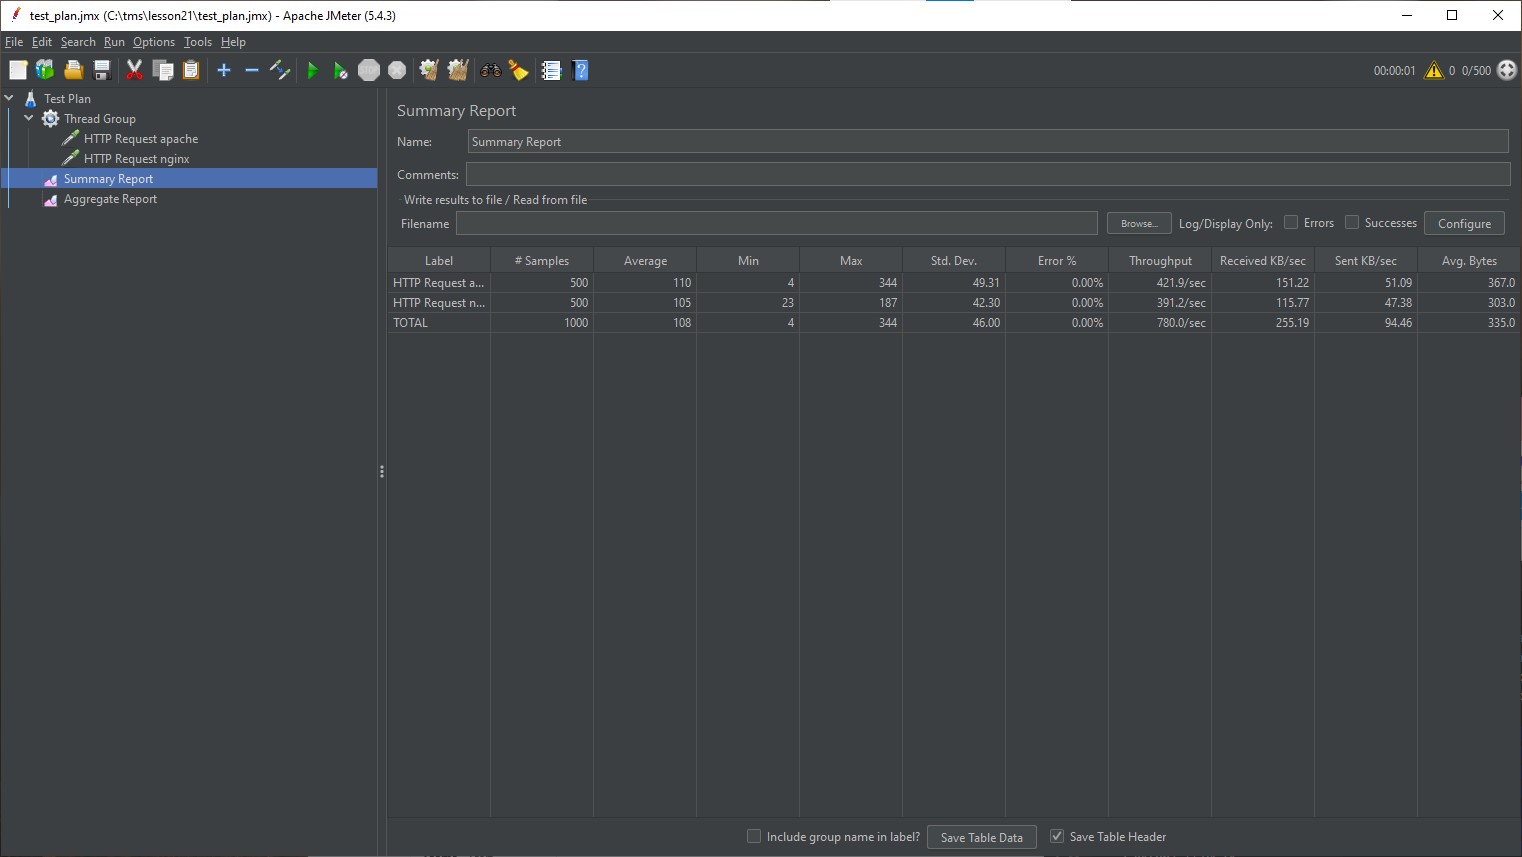 test_plan.jmx (C:\tms\lesson21\test_plan.jmx) - Apache JMeter (5.4.3)
File Edit Search Run Options Tools Help
00:00:01 0 0/500
Test Plan
Thread Group
HTTP Request apache
HTTP Request nginx
Summary Report
Aggregate Report
Summary Report
Name: Summary Report
Comments:
Write results to file / Read from file
Filename Browse... Log/Display Only: Errors Successes Configure
Label # Samples Average Min Max Std. Dev. Error % Throughput Received KB/sec Sent KB/sec Avg. Bytes
HTTP Request a... 500 110 4 344 49.31 0.00% 421.9/sec 151.22 51.09 367.0
HTTP Request n... 500 105 23 187 42.30 0.00% 391.2/sec 115.77 47.38 303.0
TOTAL 1000 108 4 344 46.00 0.00% 780.0/sec 255.19 94.46 335.0
Include group name in label? Save Table Data Save Table Header